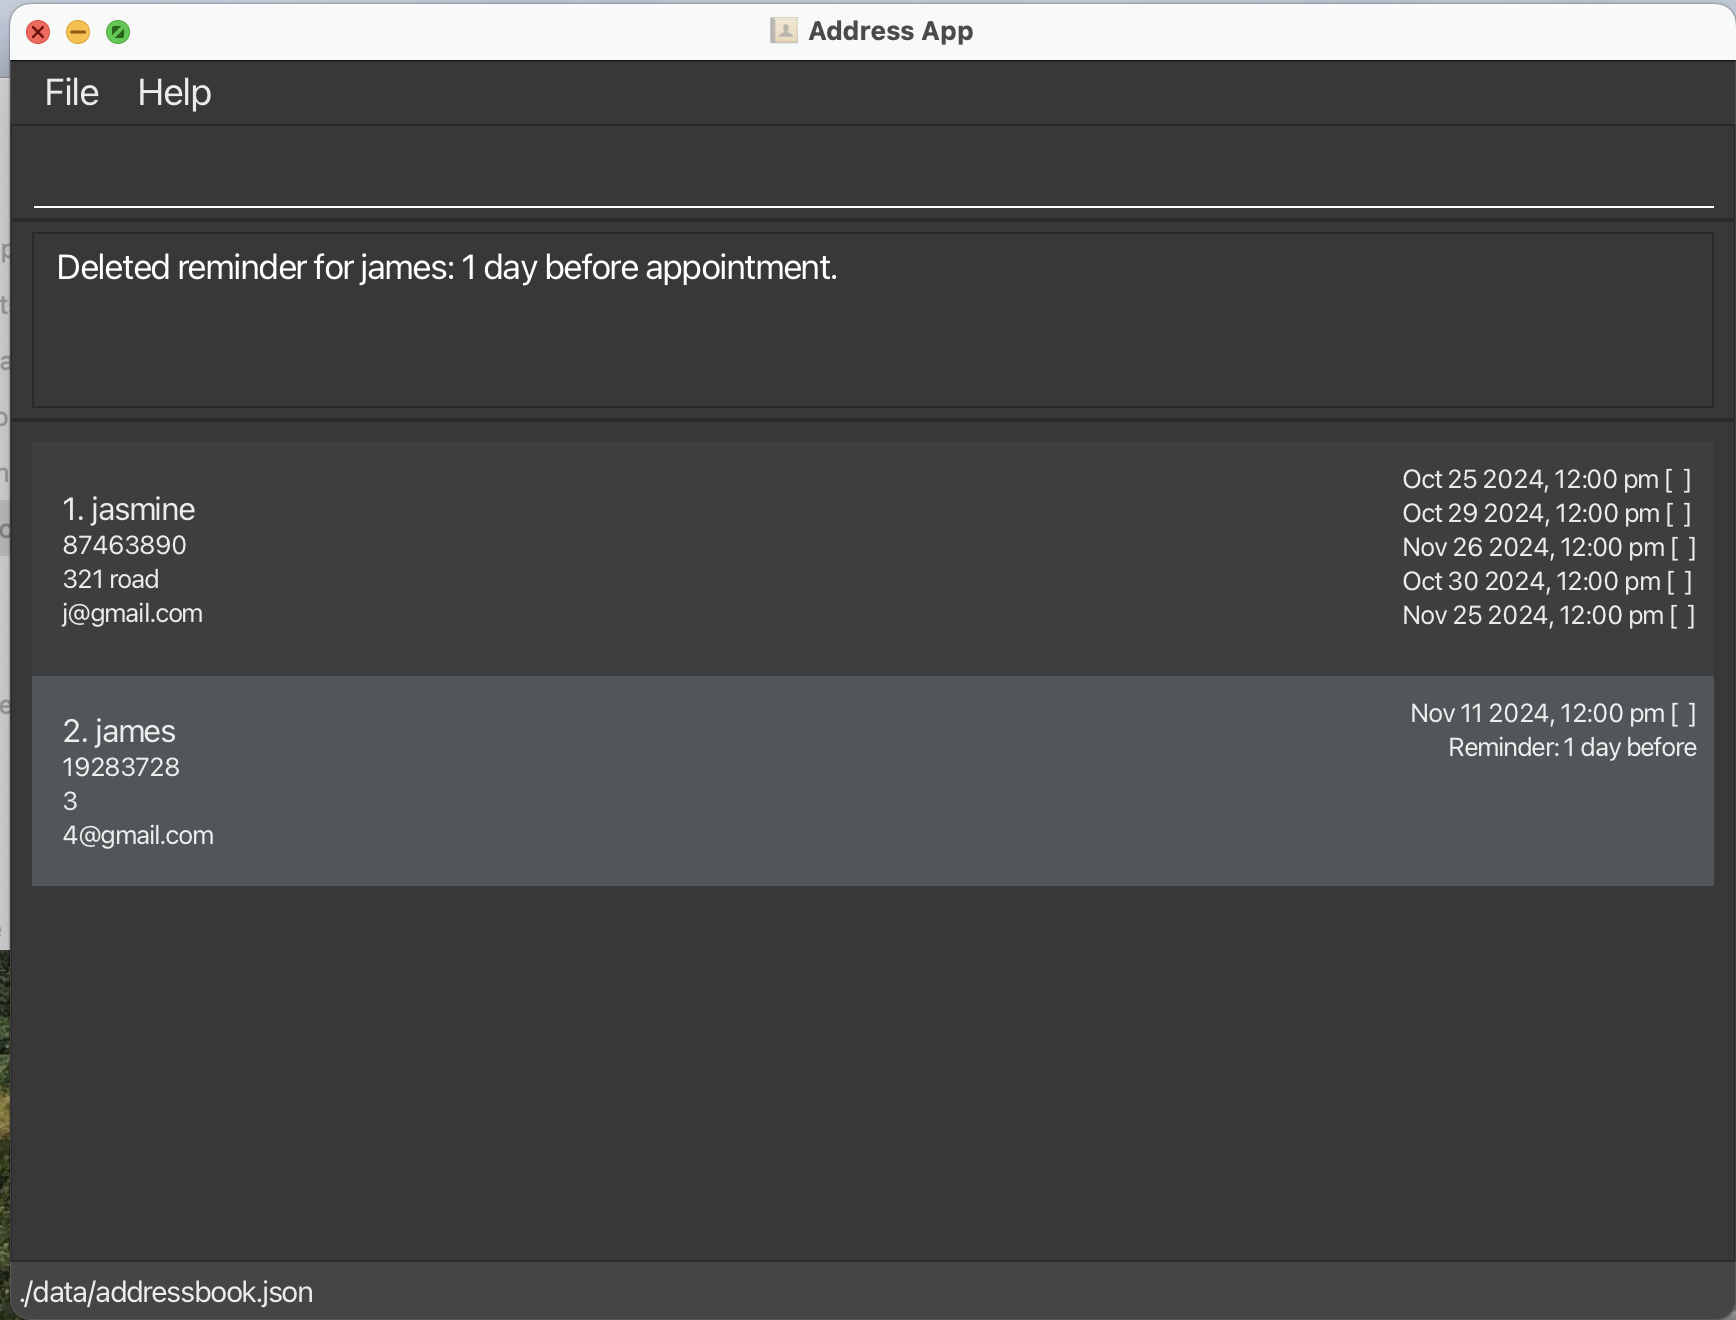 Address App
File Help
Deleted reminder for james: 1 day before appointment.
1. jasmine
87463890
321 road
j@gmail.com
Oct 25 2024, 12:00 pm [ ]
Oct 29 2024, 12:00 pm [ ]
Nov 26 2024, 12:00 pm [ ]
Oct 30 2024, 12:00 pm [ ]
Nov 25 2024, 12:00 pm [ ]
2. james
19283728
3
4@gmail.com
Nov 11 2024, 12:00 pm [ ]
Reminder: 1 day before
./data/addressbook.json